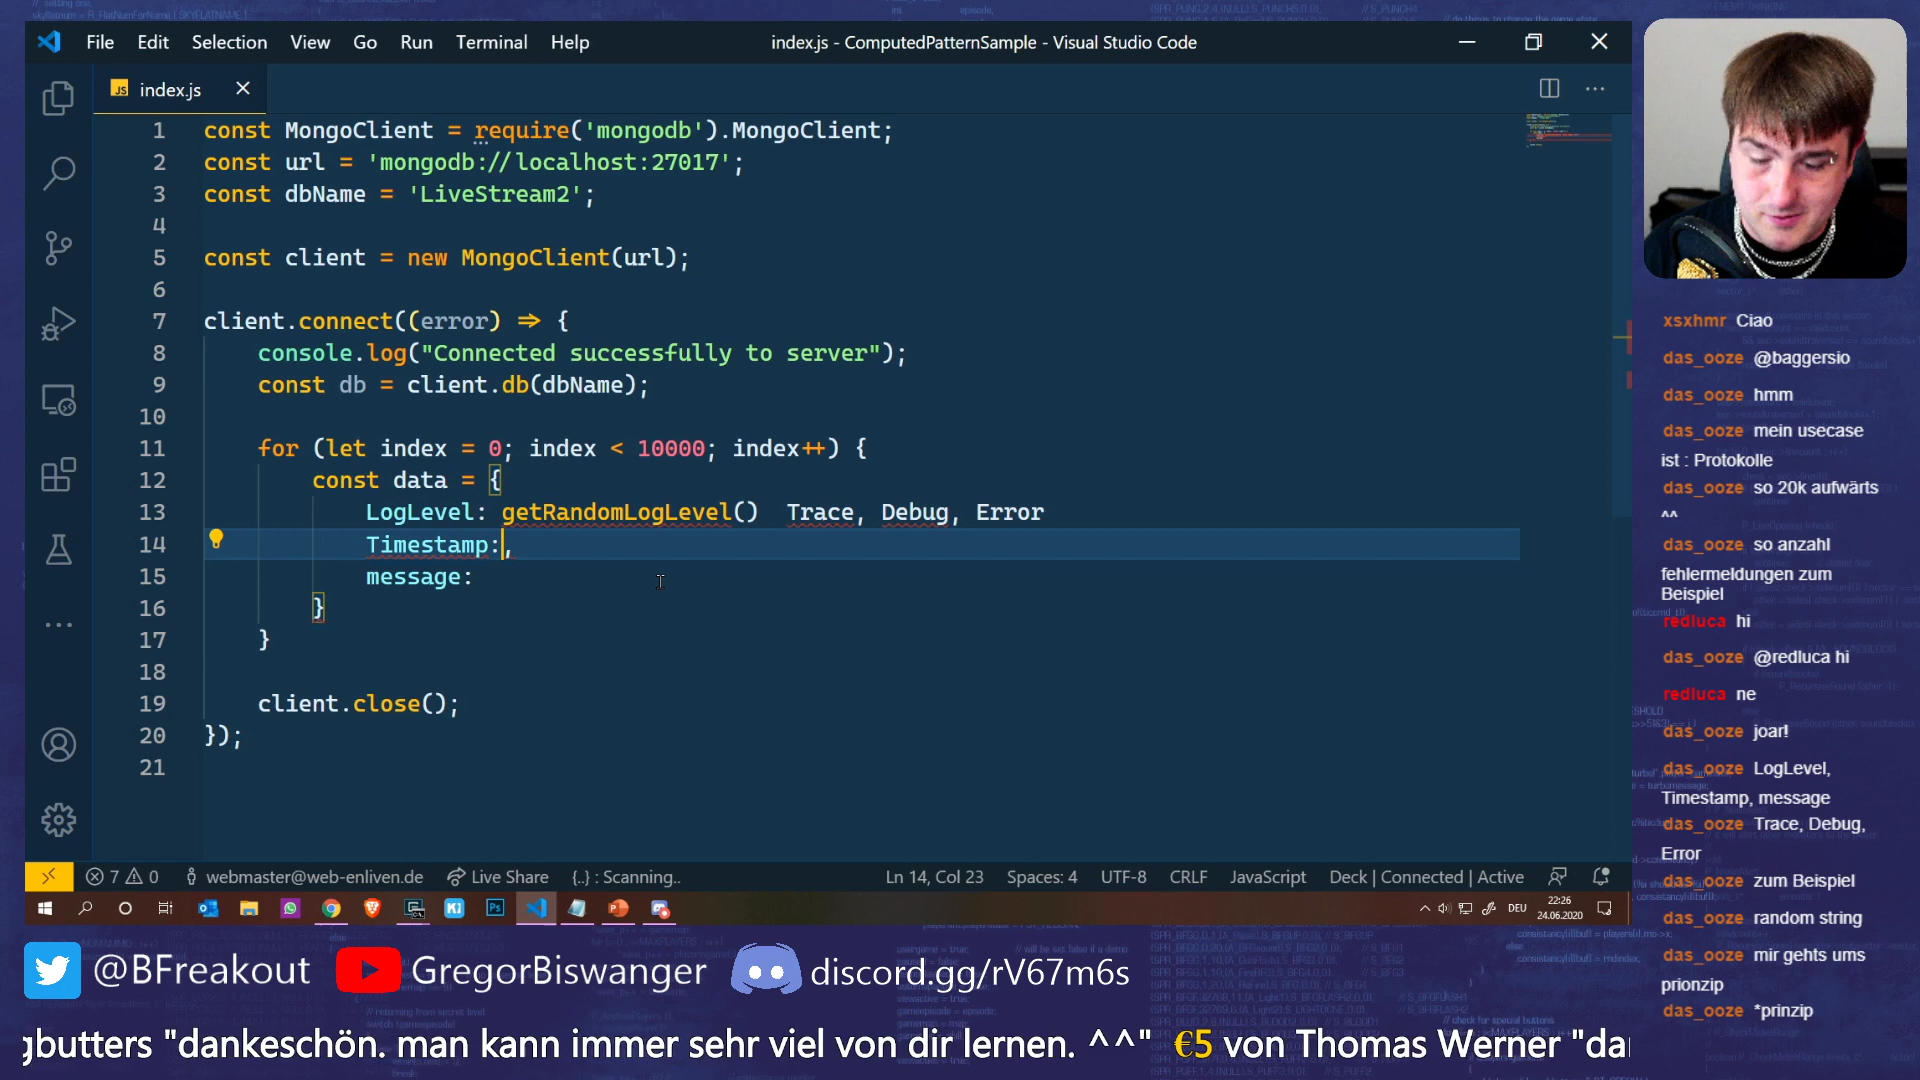 File Edit Selection View Go Run Terminal Help
index.js - ComputedPatternSample - Visual Studio Code
JS index.js
1 const MongoClient = require('mongodb').MongoClient;
2 const url = 'mongodb://localhost:27017';
3 const dbName = 'LiveStream2';
4
5 const client = new MongoClient(url);
6
7 client.connect((error) => {
8 console.log("Connected successfully to server");
9 const db = client.db(dbName);
10
11 for (let index = 0; index < 10000; index++) {
12 const data = {
13 LogLevel: getRandomLogLevel() Trace, Debug, Error
14 Timestamp:,
15 message:
16 }
17 }
18
19 client.close();
20 });
21
7 0 webmaster@web-enliven.de Live Share {..} : Scanning.. Ln 14, Col 23 Spaces: 4 UTF-8 CRLF JavaScript Deck | Connected | Active
DEU 22:26
24.06.2020
xsxhmr Ciao
das_ooze @baggersio
das_ooze hmm
das_ooze mein usecase
ist : Protokolle
das_ooze so 20k aufwärts
^^
das_ooze so anzahl
fehlermeldungen zum
Beispiel
redluca hi
das_ooze @redluca hi
redluca ne
das_ooze joar!
das_ooze LogLevel,
Timestamp, message
das_ooze Trace, Debug,
Error
das_ooze zum Beispiel
das_ooze random string
das_ooze mir gehts ums
prionzip
das_ooze *prinzip
@BFreakout GregorBiswanger discord.gg/rV67m6s
gbutters "dankeschön. man kann immer sehr viel von dir lernen. ^^" €5 von Thomas Werner "da